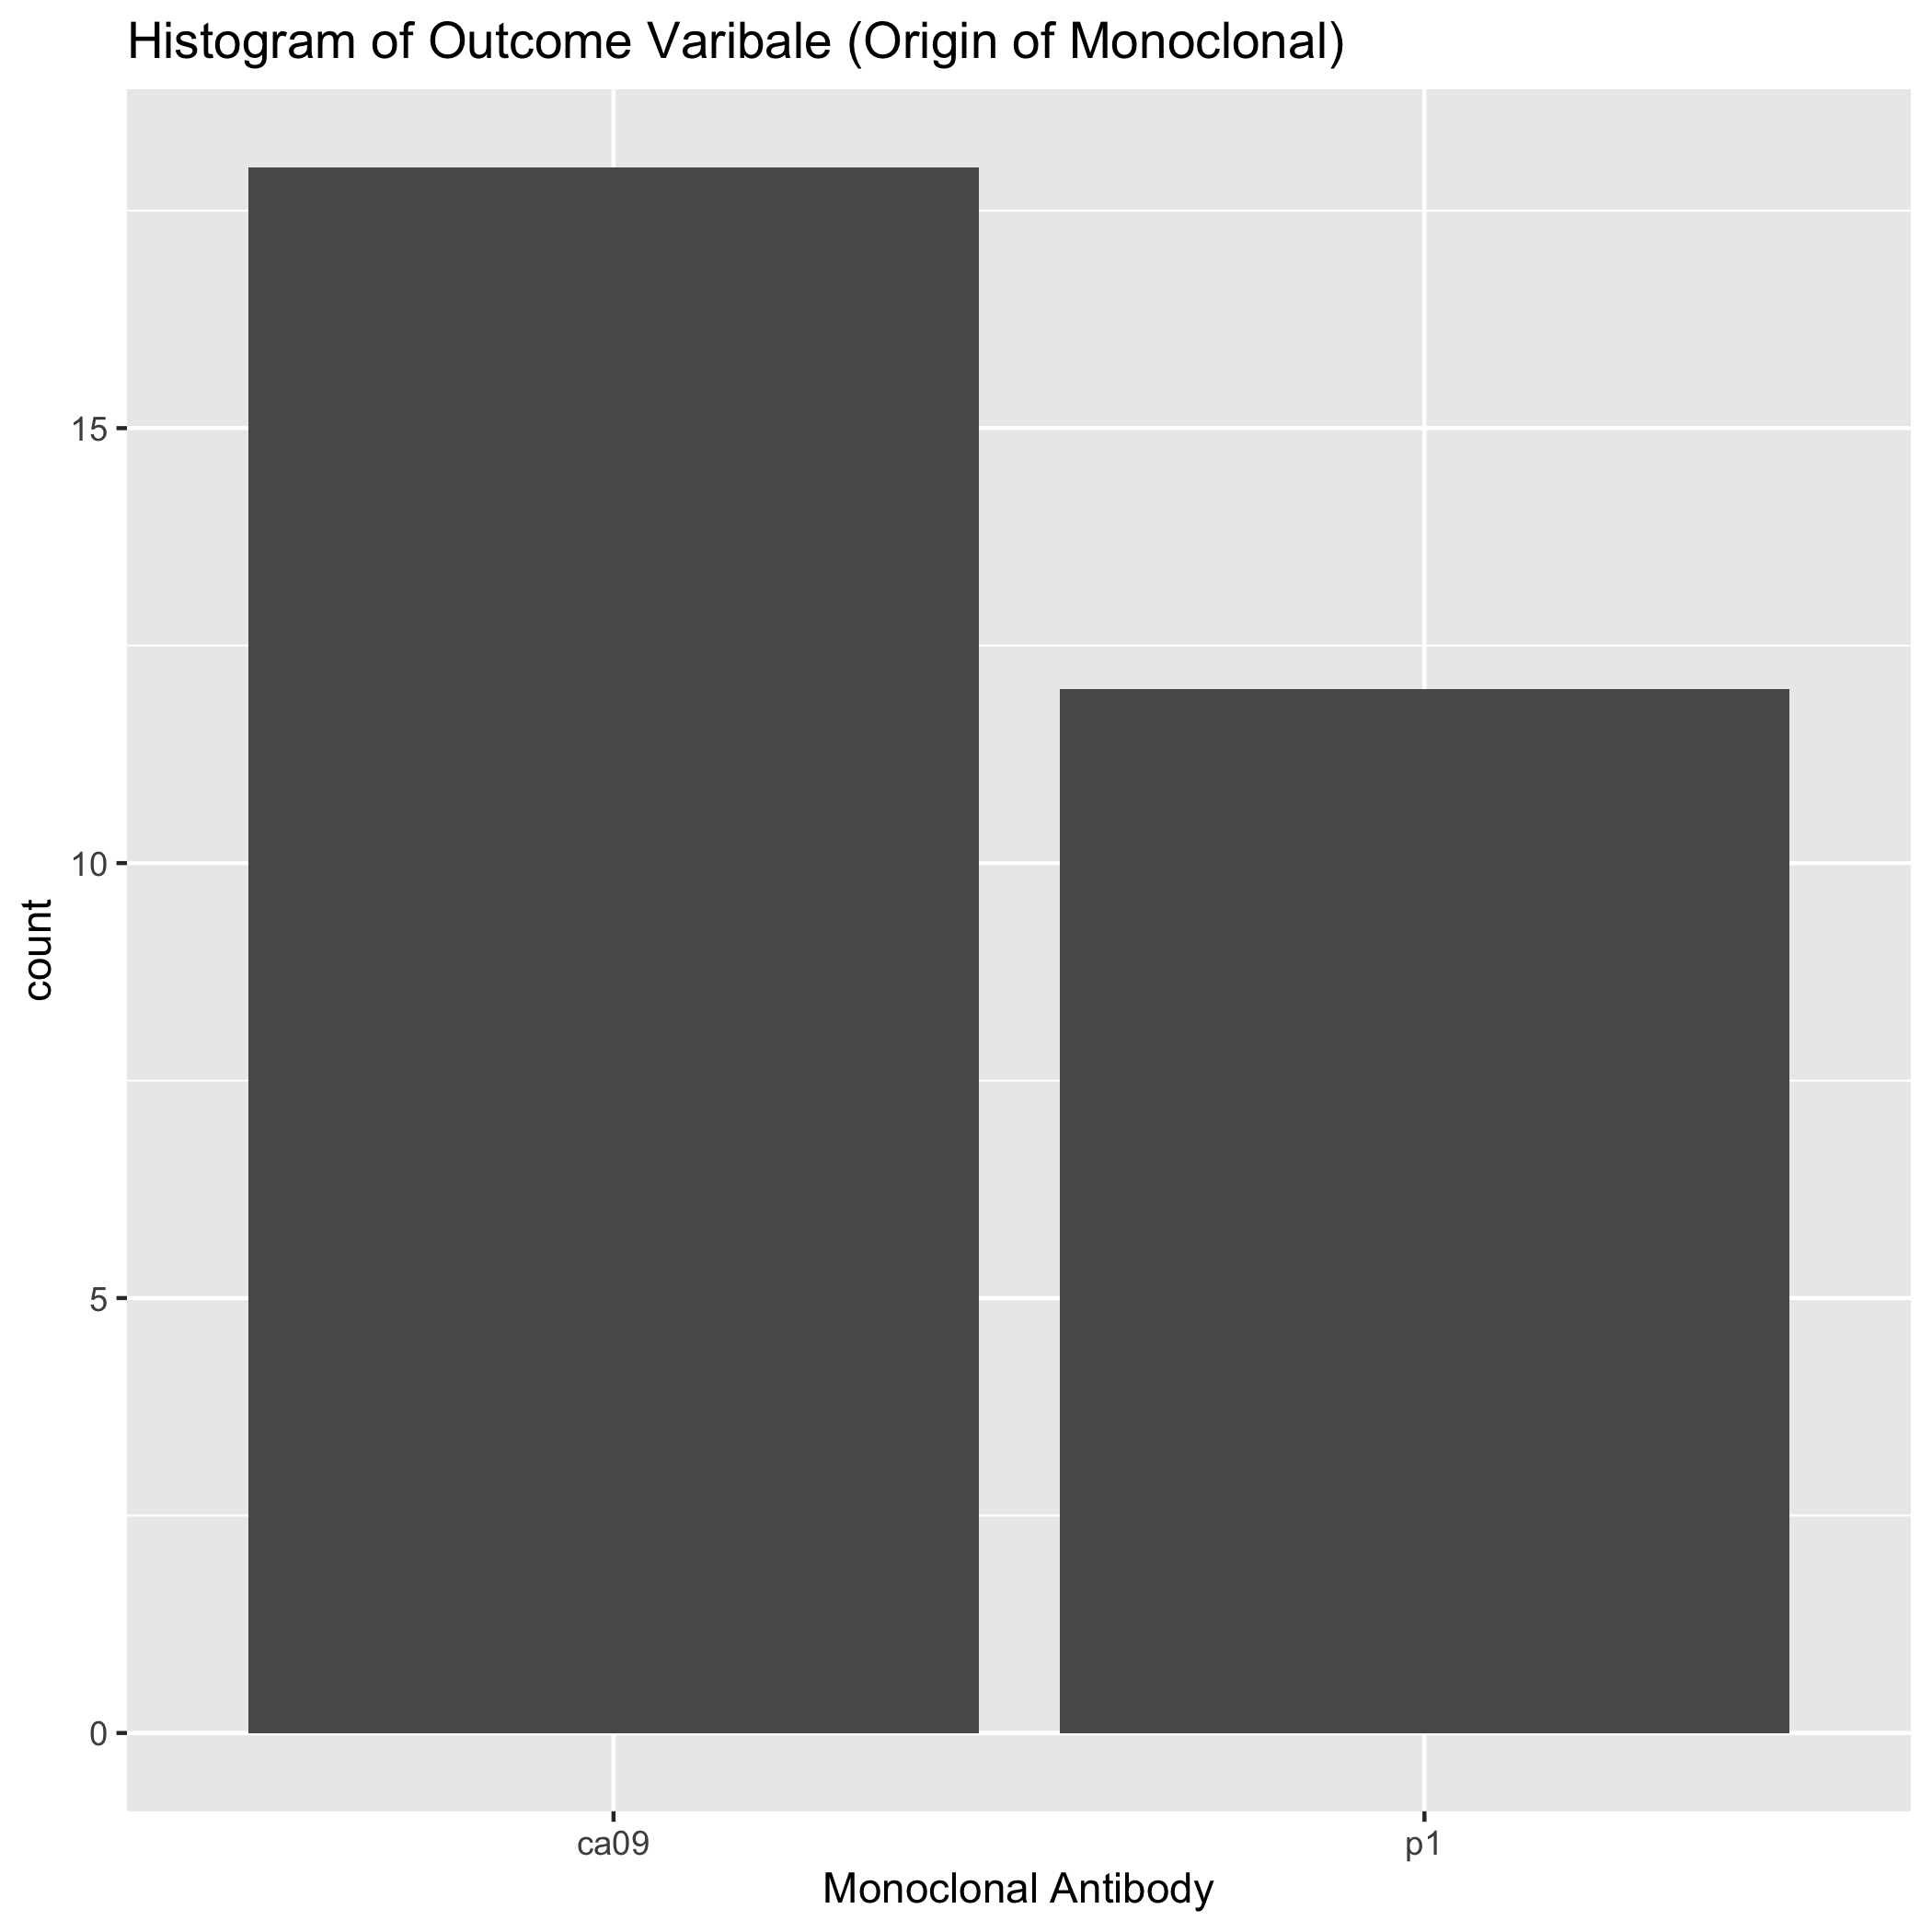 Histogram of Outcome Varibale (Origin of Monoclonal)
15
10
5
0
count
ca09
p1
Monoclonal Antibody